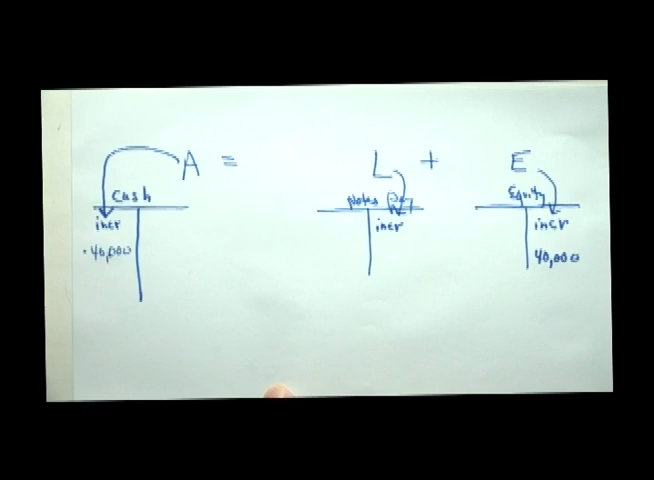 A = L + E
Cash Notes Pay Equity
incr incr incr
40,000 40,000